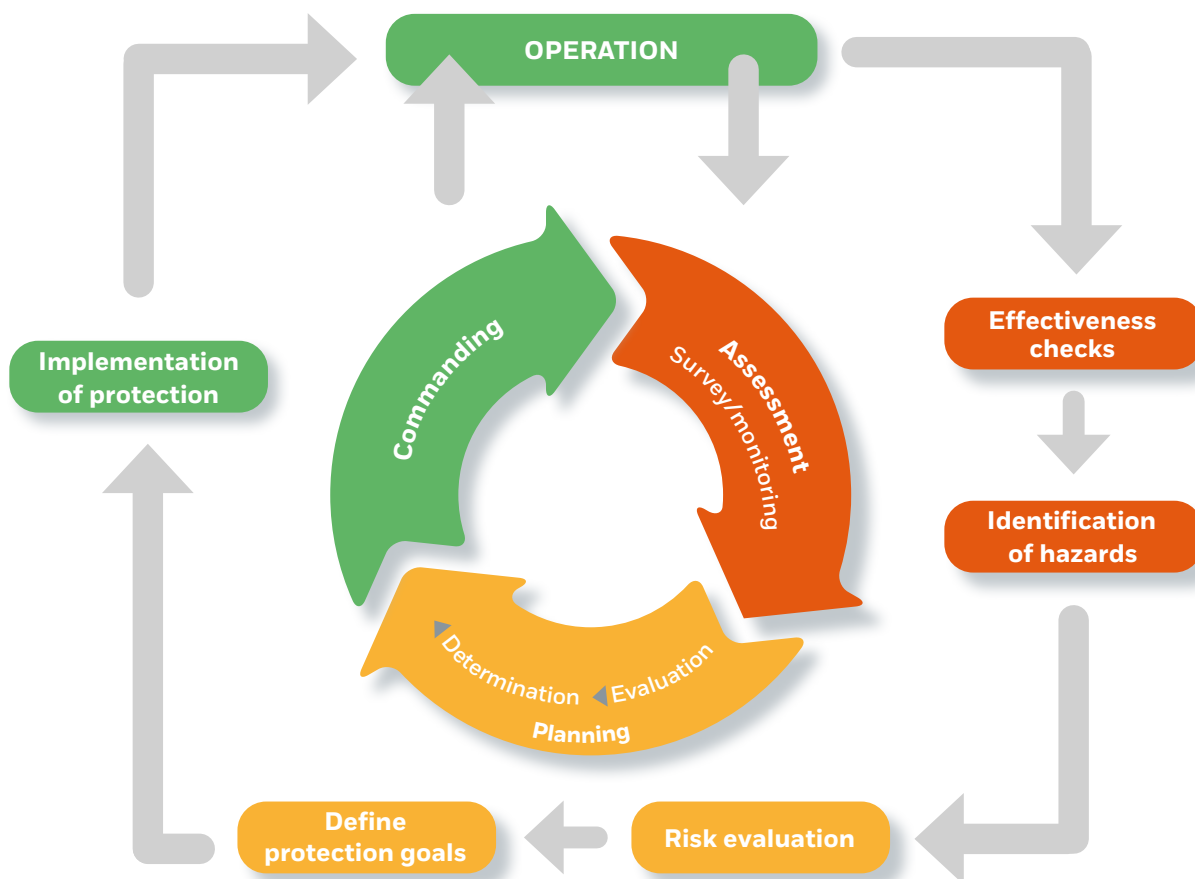 OPERATION
Commanding
Assessment
Survey/monitoring
Effectiveness
checks
Implementation
of protection
Identification
of hazards
Determination
Evaluation
Planning
Define
protection goals
Risk evaluation